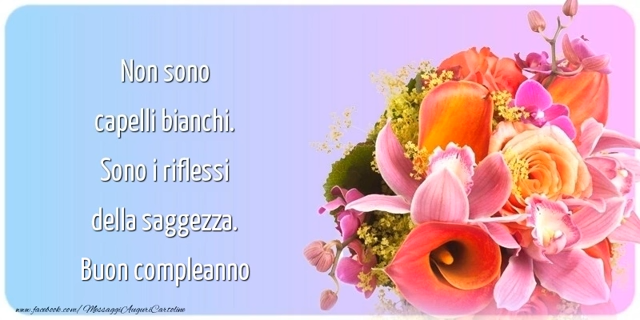 Non sono
capelli bianchi.
Sono i riflessi
della saggezza.
Buon compleanno
www.facebook.com/MessaggiAuguriCartoline